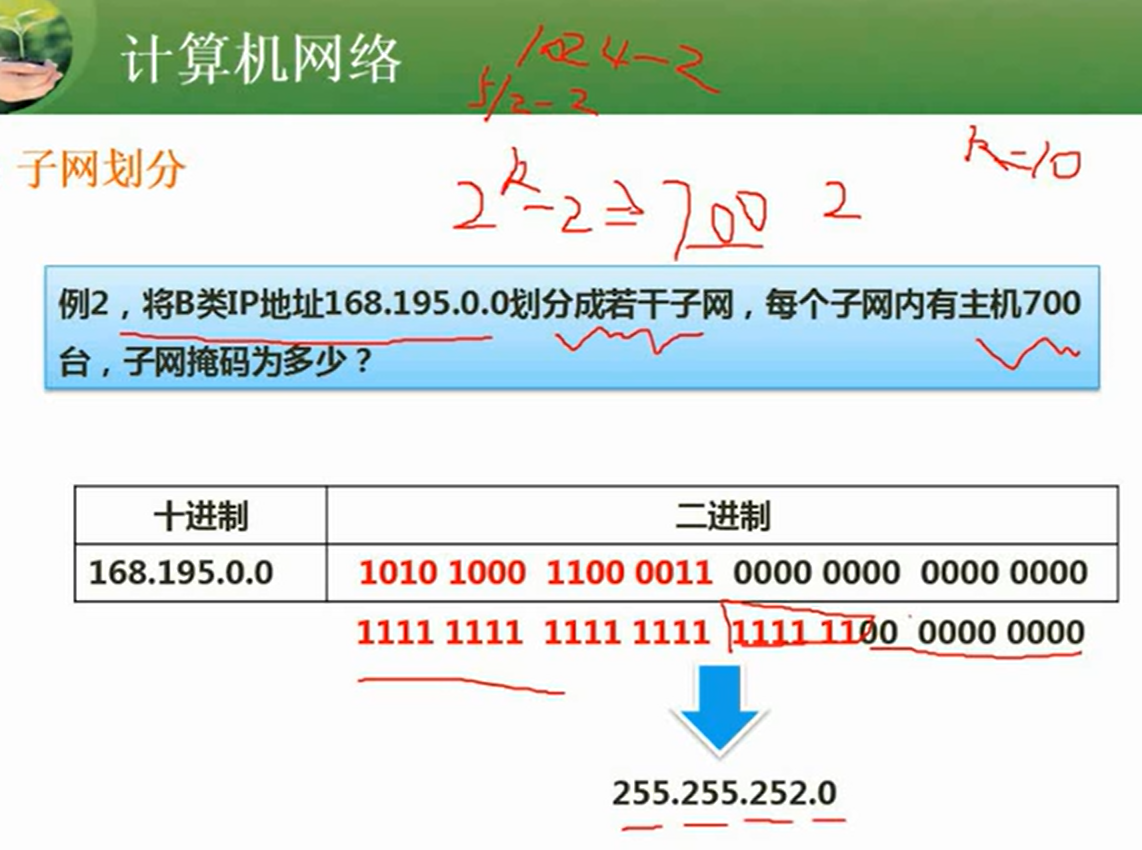 计算机网络
1024-2
512-2
子网划分
k=10
2^k-2≥700 2
例2，将B类IP地址168.195.0.0划分成若干子网，每个子网内有主机700
台，子网掩码为多少？
十进制 二进制
168.195.0.0 1010 1000 1100 0011 0000 0000 0000 0000
1111 1111 1111 1111 1111 1100 0000 0000
255.255.252.0